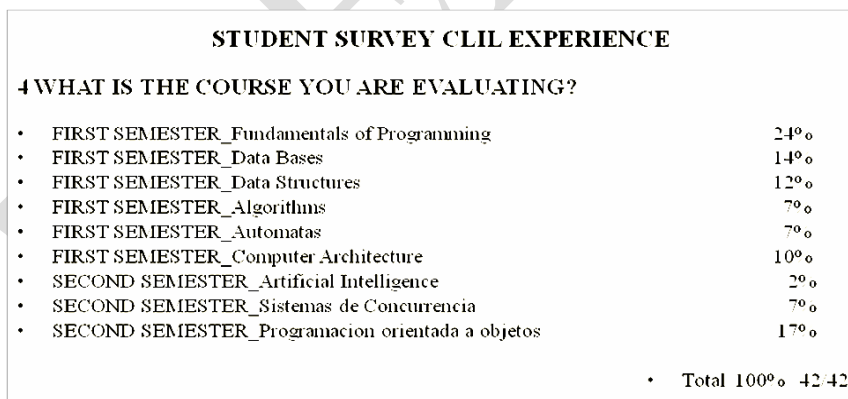 STUDENT SURVEY CLIL EXPERIENCE
4 WHAT IS THE COURSE YOU ARE EVALUATING?
• FIRST SEMESTER_Fundamentals of Programming 24%
• FIRST SEMESTER_Data Bases 14%
• FIRST SEMESTER_Data Structures 12%
• FIRST SEMESTER_Algorithms 7%
• FIRST SEMESTER_Automatas 7%
• FIRST SEMESTER_Computer Architecture 10%
• SECOND SEMESTER_Artificial Intelligence 2%
• SECOND SEMESTER_Sistemas de Concurrencia 7%
• SECOND SEMESTER_Programacion orientada a objetos 17%
• Total 100% 42/42